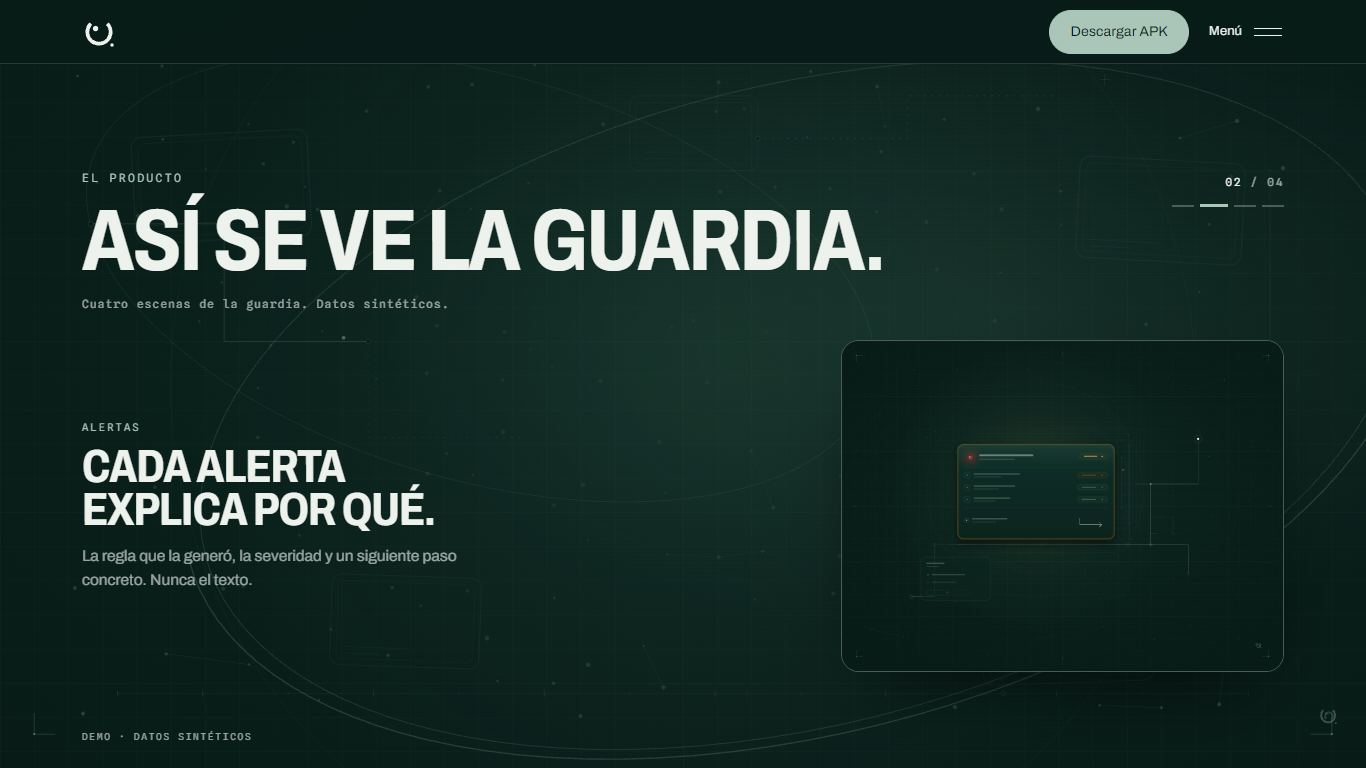 Descargar APK
Menú
EL PRODUCTO
02 / 04
ASÍ SE VE LA GUARDIA.
Cuatro escenas de la guardia. Datos sintéticos.
ALERTAS
CADA ALERTA
EXPLICA POR QUÉ.
La regla que la generó, la severidad y un siguiente paso
concreto. Nunca el texto.
DEMO · DATOS SINTÉTICOS